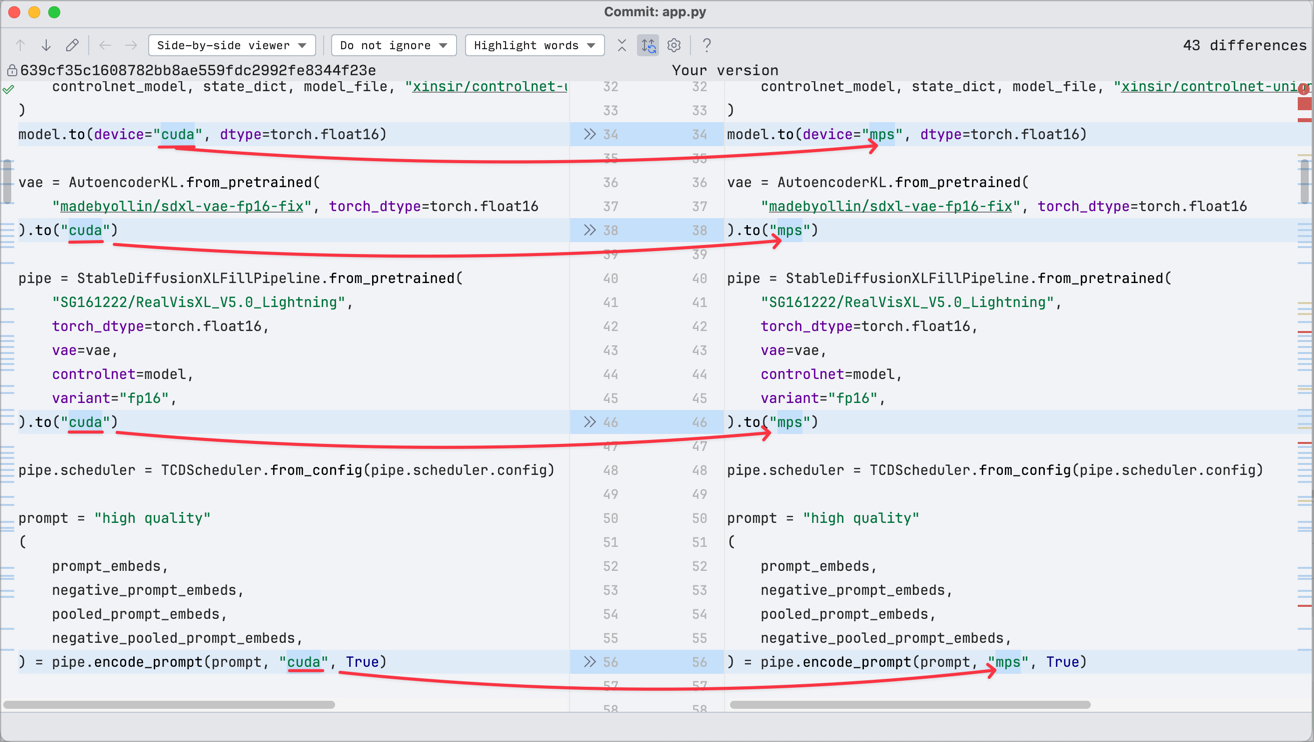 Commit: app.py
Side-by-side viewer
Do not ignore
Highlight words
?
43 differences
639cf35c1608782bb8ae559fdc2992fe8344f23e
Your version
controlnet_model, state_dict, model_file, "xinsir/controlnet-u 32 32 controlnet_model, state_dict, model_file, "xinsir/controlnet-uni
) 33 33 )
model.to(device="cuda", dtype=torch.float16) 34 34 model.to(device="mps", dtype=torch.float16)
35 35
vae = AutoencoderKL.from_pretrained( 36 36 vae = AutoencoderKL.from_pretrained(
"madebyollin/sdxl-vae-fp16-fix", torch_dtype=torch.float16 37 37 "madebyollin/sdxl-vae-fp16-fix", torch_dtype=torch.float16
).to("cuda") 38 38 ).to("mps")
39 39
pipe = StableDiffusionXLFillPipeline.from_pretrained( 40 40 pipe = StableDiffusionXLFillPipeline.from_pretrained(
"SG161222/RealVisXL_V5.0_Lightning", 41 41 "SG161222/RealVisXL_V5.0_Lightning",
torch_dtype=torch.float16, 42 42 torch_dtype=torch.float16,
vae=vae, 43 43 vae=vae,
controlnet=model, 44 44 controlnet=model,
variant="fp16", 45 45 variant="fp16",
).to("cuda") 46 46 ).to("mps")
47 47
pipe.scheduler = TCDScheduler.from_config(pipe.scheduler.config) 48 48 pipe.scheduler = TCDScheduler.from_config(pipe.scheduler.config)
49 49
prompt = "high quality" 50 50 prompt = "high quality"
( 51 51 (
prompt_embeds, 52 52 prompt_embeds,
negative_prompt_embeds, 53 53 negative_prompt_embeds,
pooled_prompt_embeds, 54 54 pooled_prompt_embeds,
negative_pooled_prompt_embeds, 55 55 negative_pooled_prompt_embeds,
) = pipe.encode_prompt(prompt, "cuda", True) 56 56 ) = pipe.encode_prompt(prompt, "mps", True)
57 57
58 58